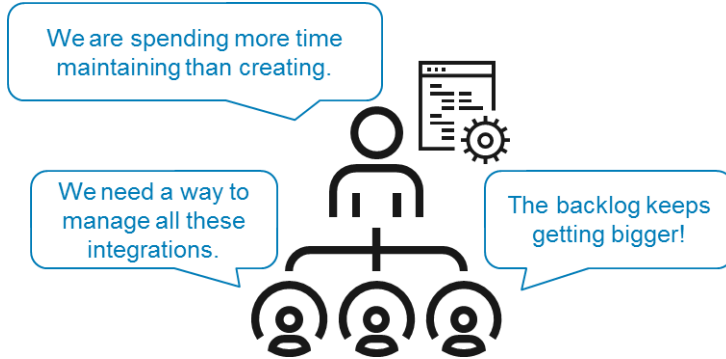 We are spending more time
maintaining than creating.
We need a way to
manage all these
integrations.
The backlog keeps
getting bigger!